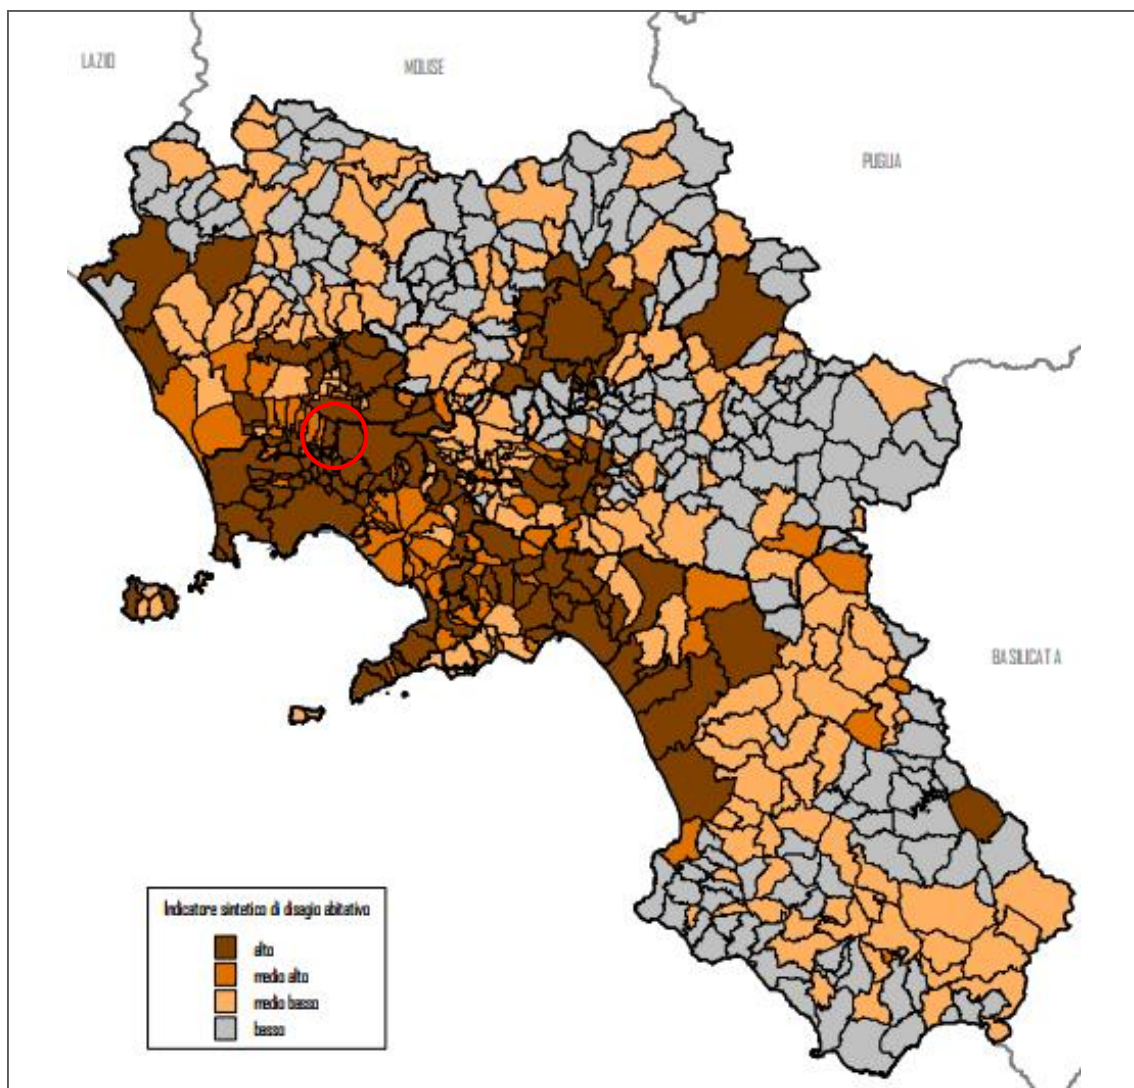 LAZIO
MOLISE
PUGLIA
BASILICATA
Indicatore sintetico di disagio abitativo
alto
medio alto
medio basso
basso